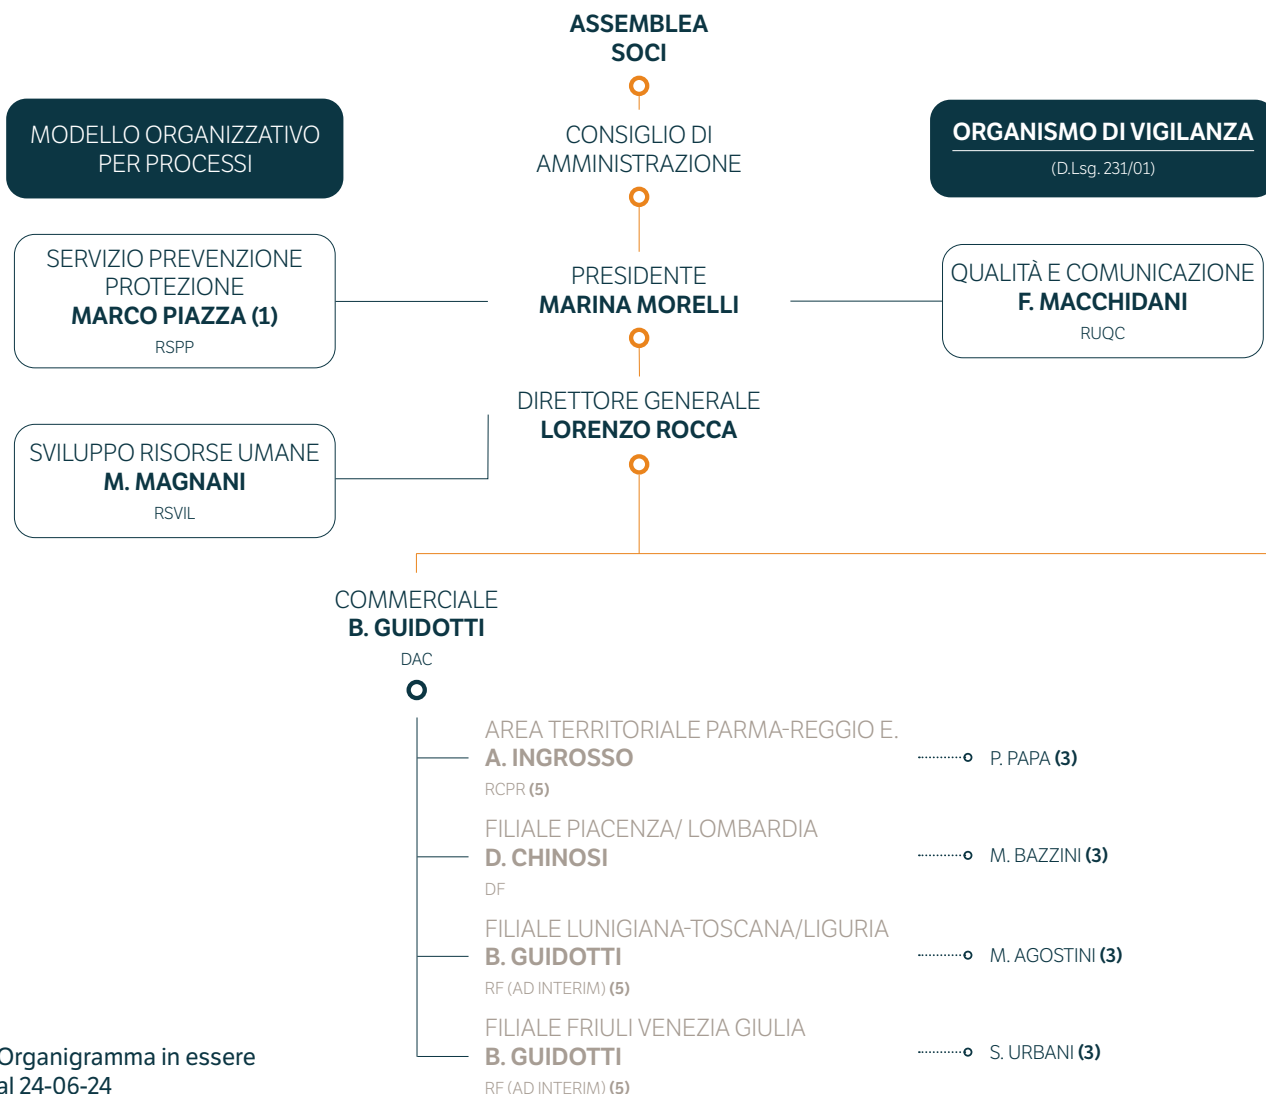 ASSEMBLEA
SOCI
MODELLO ORGANIZZATIVO
PER PROCESSI
CONSIGLIO DI
AMMINISTRAZIONE
ORGANISMO DI VIGILANZA
(D.Lsg. 231/01)
SERVIZIO PREVENZIONE
PROTEZIONE
MARCO PIAZZA (1)
RSPP
PRESIDENTE
MARINA MORELLI
QUALITÀ E COMUNICAZIONE
F. MACCHIDANI
RUQC
DIRETTORE GENERALE
LORENZO ROCCA
SVILUPPO RISORSE UMANE
M. MAGNANI
RSVIL
COMMERCIALE
B. GUIDOTTI
DAC
AREA TERRITORIALE PARMA-REGGIO E.
A. INGROSSO
RCPR (5)
P. PAPA (3)
FILIALE PIACENZA/ LOMBARDIA
D. CHINOSI
DF
M. BAZZINI (3)
FILIALE LUNIGIANA-TOSCANA/LIGURIA
B. GUIDOTTI
RF (AD INTERIM) (5)
M. AGOSTINI (3)
FILIALE FRIULI VENEZIA GIULIA
B. GUIDOTTI
RF (AD INTERIM) (5)
S. URBANI (3)
Organigramma in essere
al 24-06-24